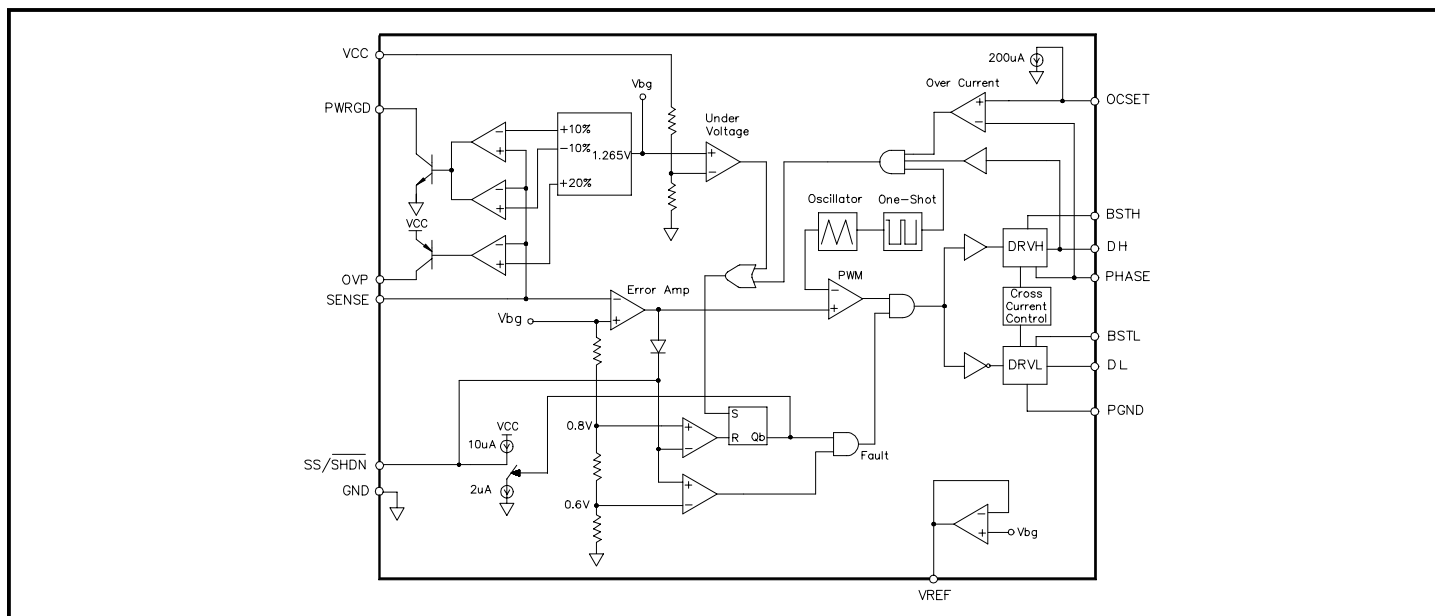 VCC
200uA
Vbg
Over Current
OCSET
PWRGD
Under
Voltage
+ -
- +
+10%
-10%
1.265V
+20%
+ -
- +
VCC
- +
Oscillator
One-Shot
BSTH
DRVH
DH
PHASE
OVP
SENSE
Error Amp
PWM
Cross
Current
Control
Vbg
- +
- +
BSTL
DRVL
DL
PGND
S
R
Qb
0.8V
+ -
VCC
10uA
Fault
SS/SHDN
2uA
+ -
GND
0.6V
- +
Vbg
VREF